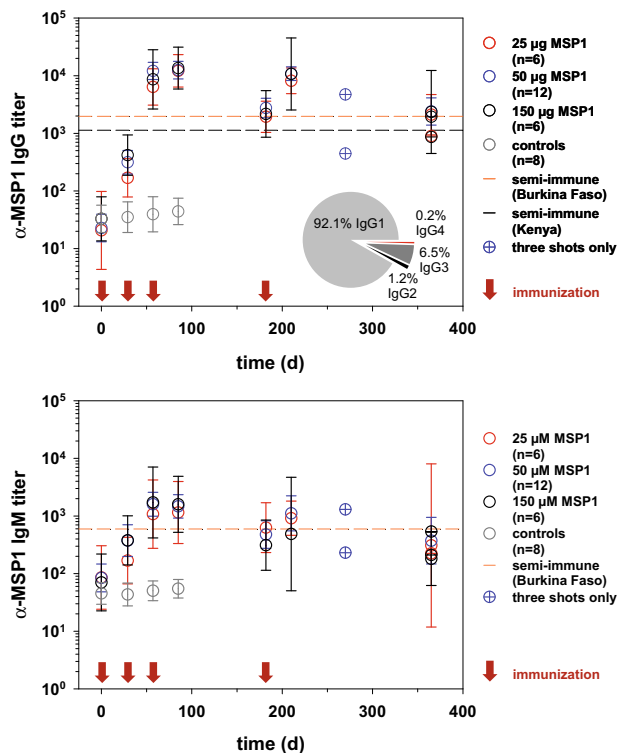 α-MSP1 IgG titer
10⁵
10⁴
10³
10²
10¹
10⁰
0
100
200
300
400
time (d)
92.1% IgG1
0.2%
IgG4
6.5%
IgG3
1.2%
IgG2
25 µg MSP1
(n=6)
50 µg MSP1
(n=12)
150 µg MSP1
(n=6)
controls
(n=8)
semi-immune
(Burkina Faso)
semi-immune
(Kenya)
three shots only
immunization
α-MSP1 IgM titer
10⁵
10⁴
10³
10²
10¹
10⁰
0
100
200
300
400
time (d)
25 µM MSP1
(n=6)
50 µM MSP1
(n=12)
150 µM MSP1
(n=6)
controls
(n=8)
semi-immune
(Burkina Faso)
three shots only
immunization